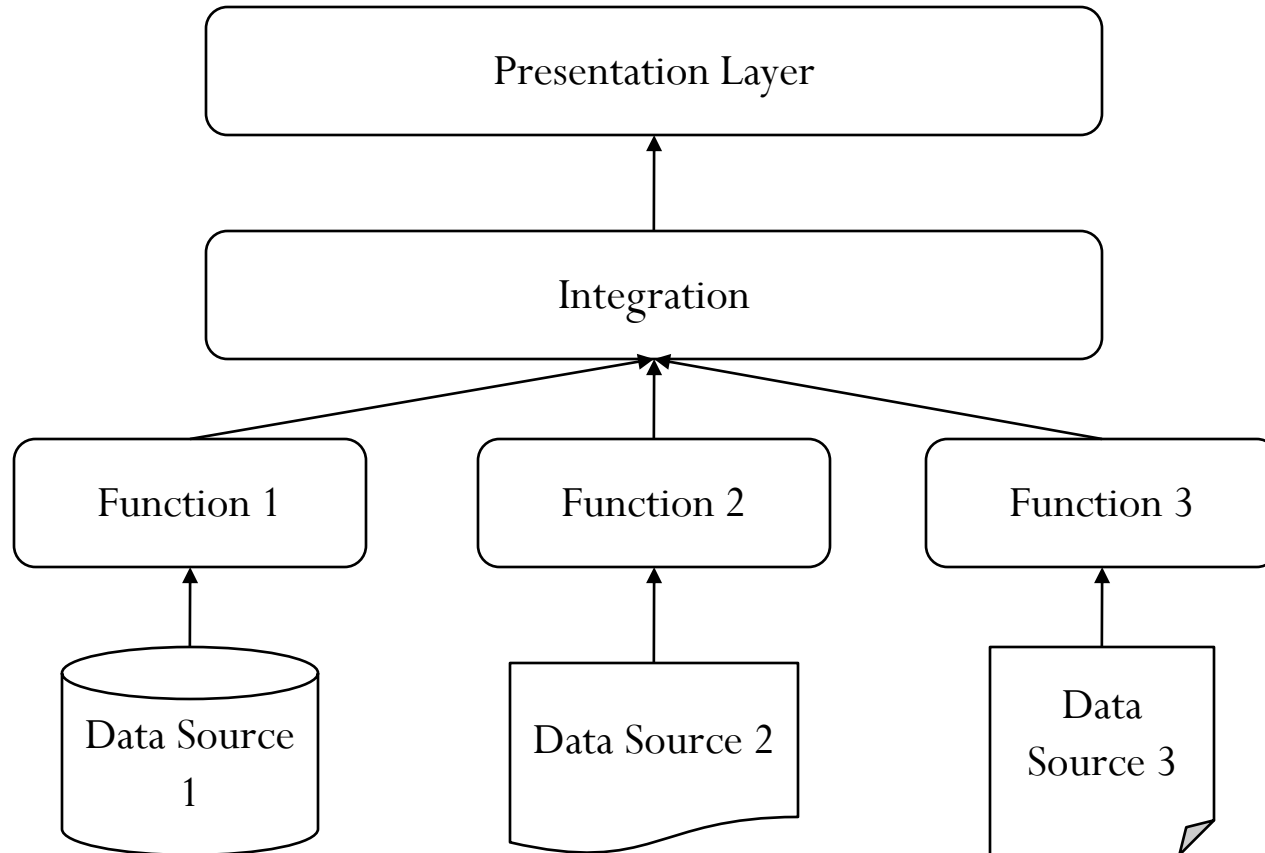 Presentation Layer
Integration
Function 1
Function 2
Function 3
Data Source
1
Data Source 2
Data
Source 3